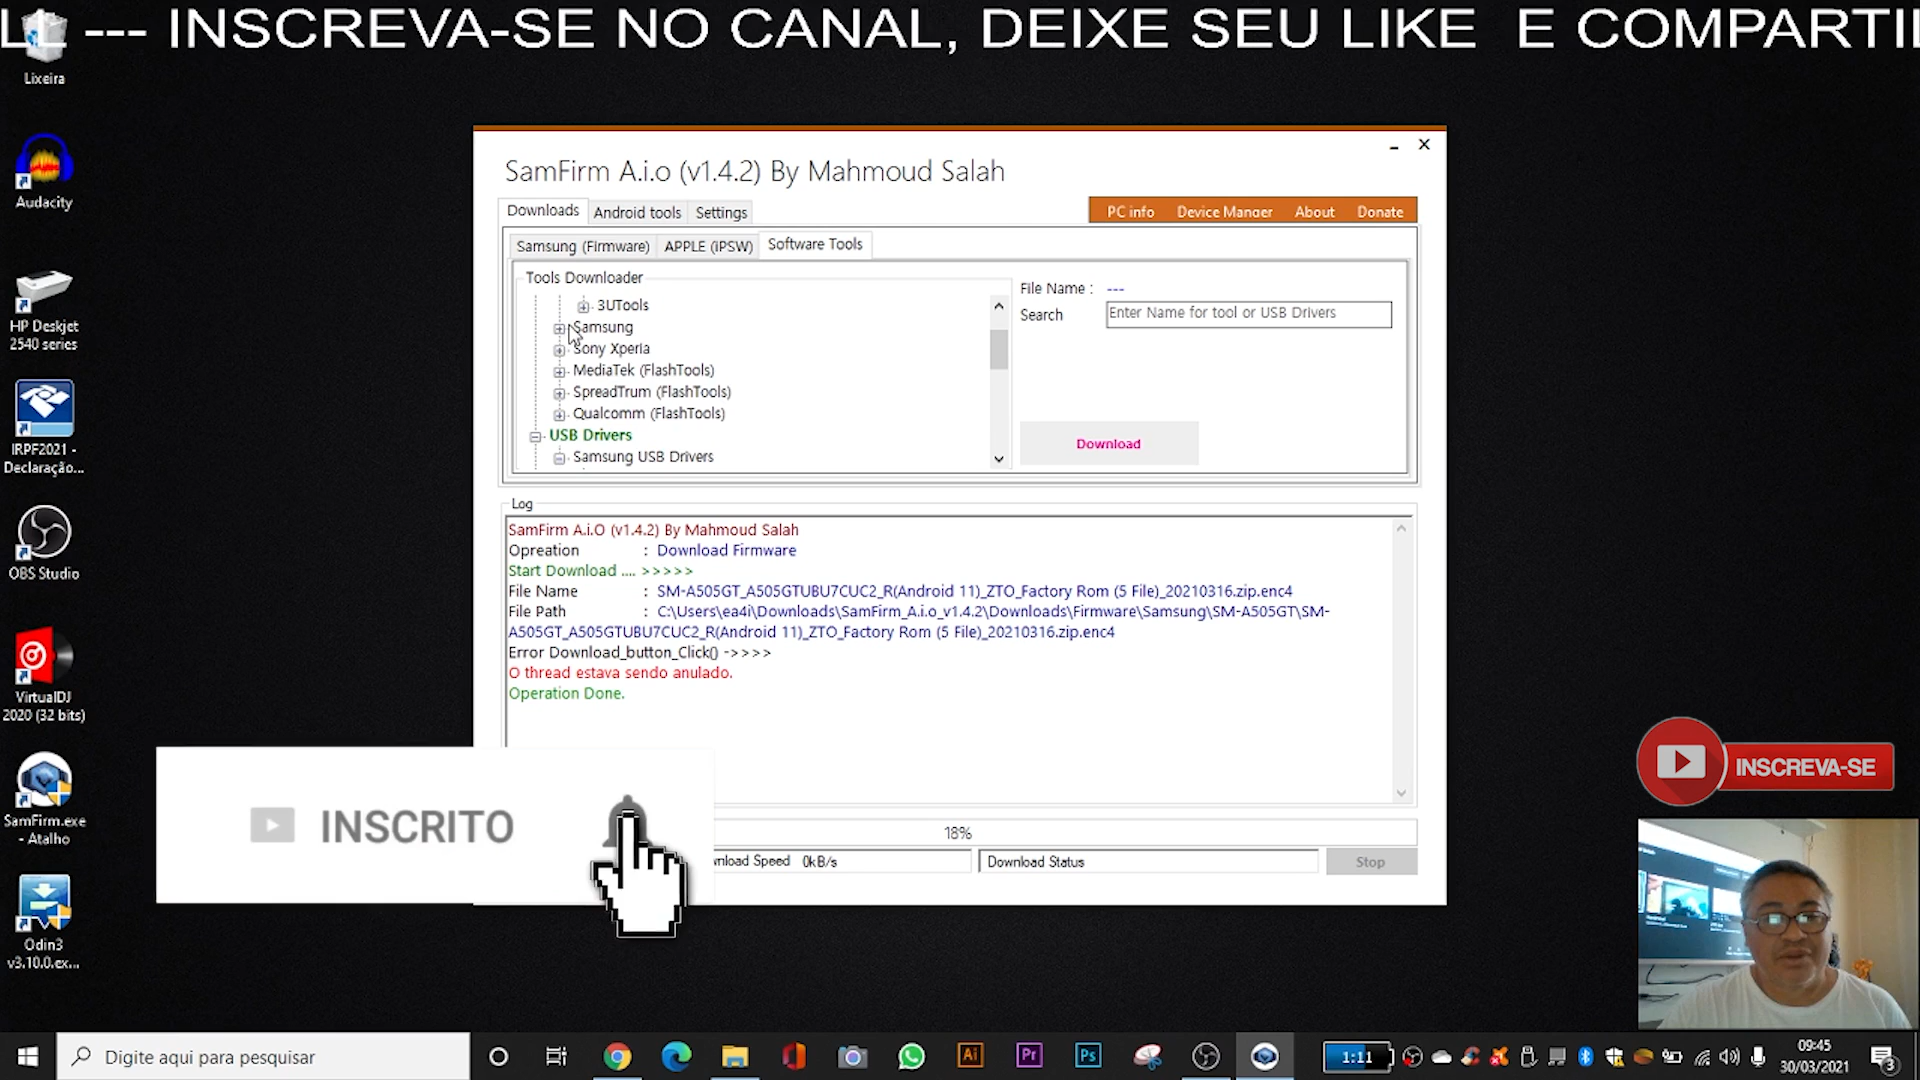 LL --- INSCREVA-SE NO CANAL, DEIXE SEU LIKE E COMPARTIL
Lixeira
Audacity
HP Deskjet
2540 series
IRPF2021 -
Declaração...
OBS Studio
VirtualDJ
2020 (32 bits)
SamFirm.exe
- Atalho
Odin3
v3.10.0.ex...
SamFirm A.i.o (v1.4.2) By Mahmoud Salah
Downloads Android tools Settings
PC info Device Manger About Donate
Samsung (Firmware) APPLE (iPSW) Software Tools
Tools Downloader
3UTools
Samsung
Sony Xperia
MediaTek (FlashTools)
SpreadTrum (FlashTools)
Qualcomm (FlashTools)
USB Drivers
Samsung USB Drivers
File Name : ---
Search Enter Name for tool or USB Drivers
Download
Log
SamFirm A.i.O (v1.4.2) By Mahmoud Salah
Opreation : Download Firmware
Start Download .... >>>>>
File Name : SM-A505GT_A505GTUBU7CUC2_R(Android 11)_ZTO_Factory Rom (5 File)_20210316.zip.enc4
File Path : C:\Users\ea4i\Downloads\SamFirm_A.i.o_v1.4.2\Downloads\Firmware\Samsung\SM-A505GT\SM-
A505GT_A505GTUBU7CUC2_R(Android 11)_ZTO_Factory Rom (5 File)_20210316.zip.enc4
Error Download_button_Click() ->>>>
O thread estava sendo anulado.
Operation Done.
18%
wnload Speed 0kB/s
Download Status
Stop
INSCRITO
INSCREVA-SE
Digite aqui para pesquisar
Ai
Pr
Ps
1:11
09:45
30/03/2021
3